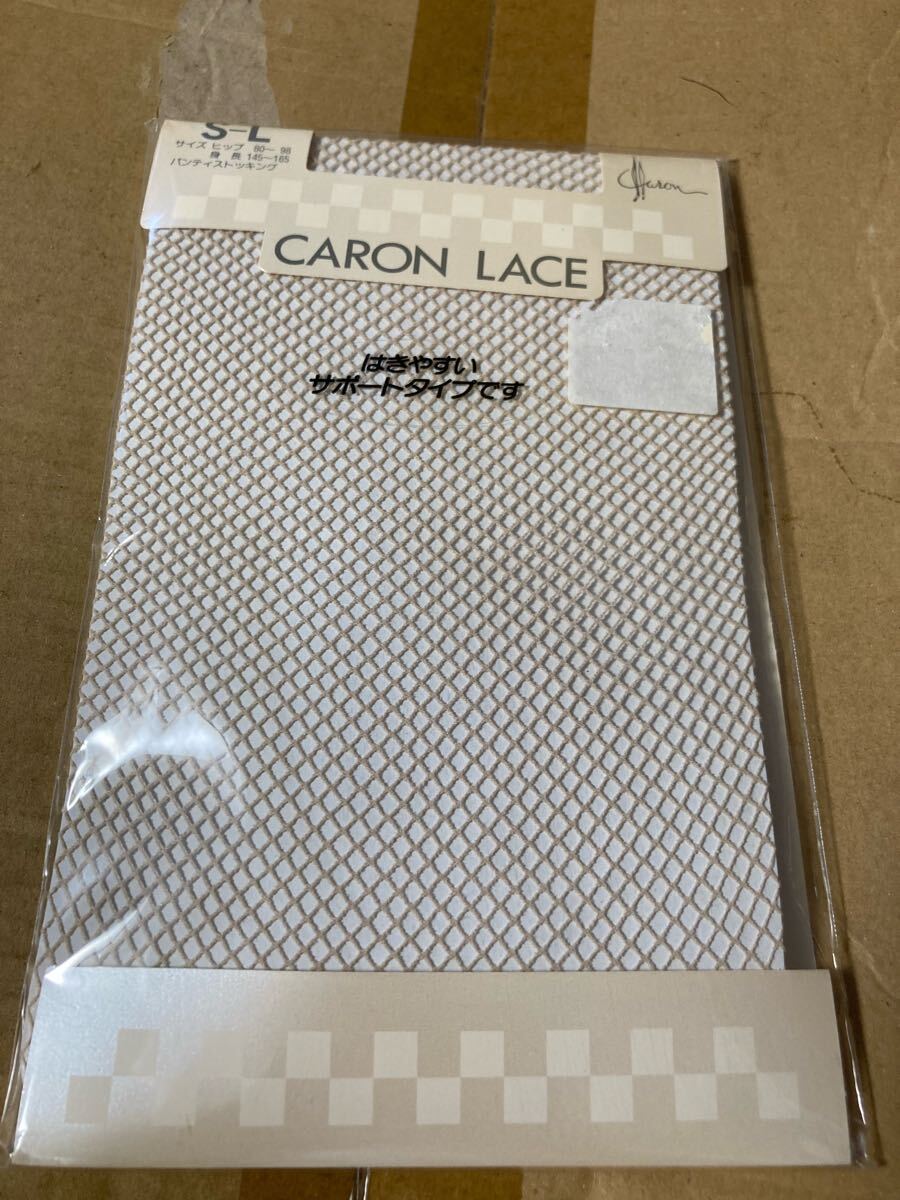 S-L
サイズ ヒップ 80〜98
身長 145〜165
パンティストッキング
Caron
CARON LACE
はきやすい
サポートタイプです